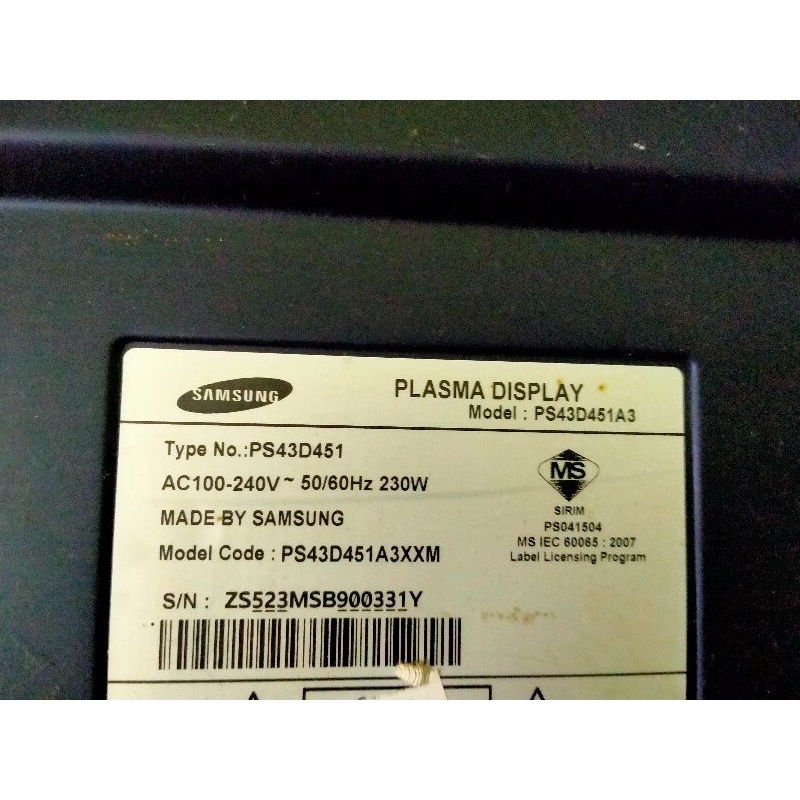 SAMSUNG
PLASMA DISPLAY
Model : PS43D451A3
Type No.:PS43D451
AC100-240V~ 50/60Hz 230W
MADE BY SAMSUNG
Model Code : PS43D451A3XXM
S/N : ZS523MSB900331Y
MS
SIRIM
PS041504
MS IEC 60065 : 2007
Label Licensing Program